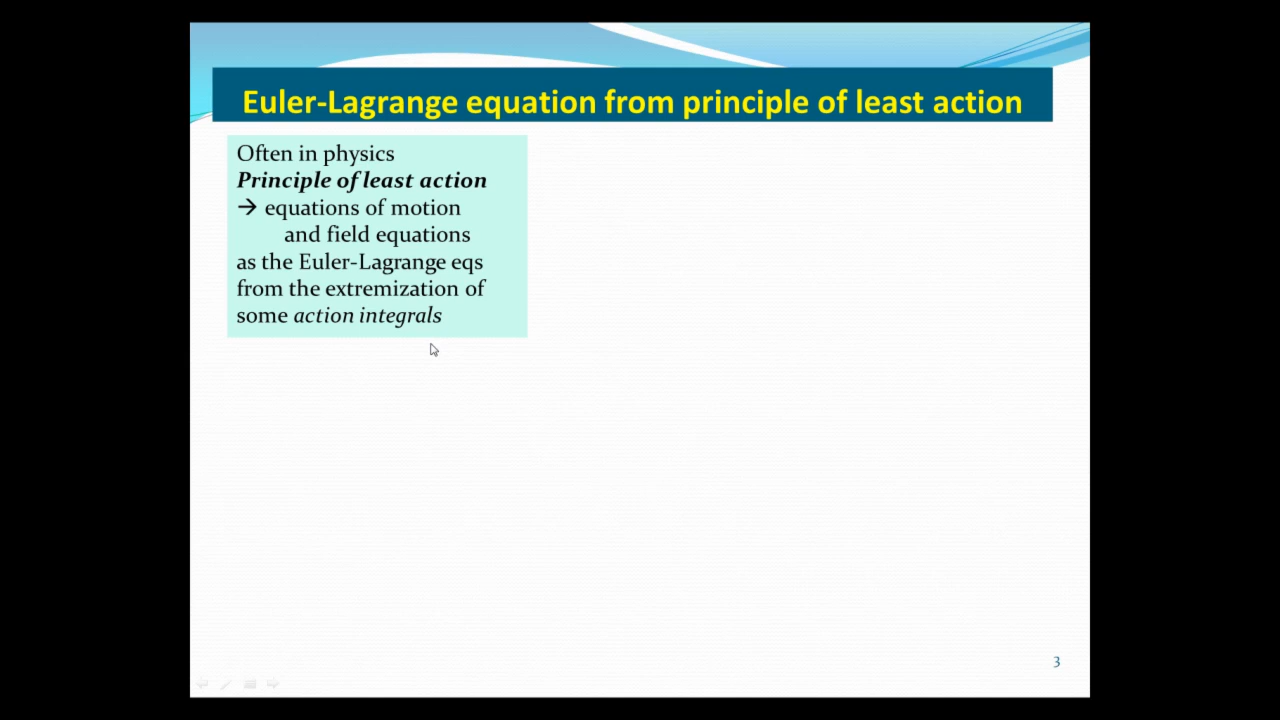 Euler-Lagrange equation from principle of least action
Often in physics
Principle of least action
→ equations of motion
and field equations
as the Euler-Lagrange eqs
from the extremization of
some action integrals
3